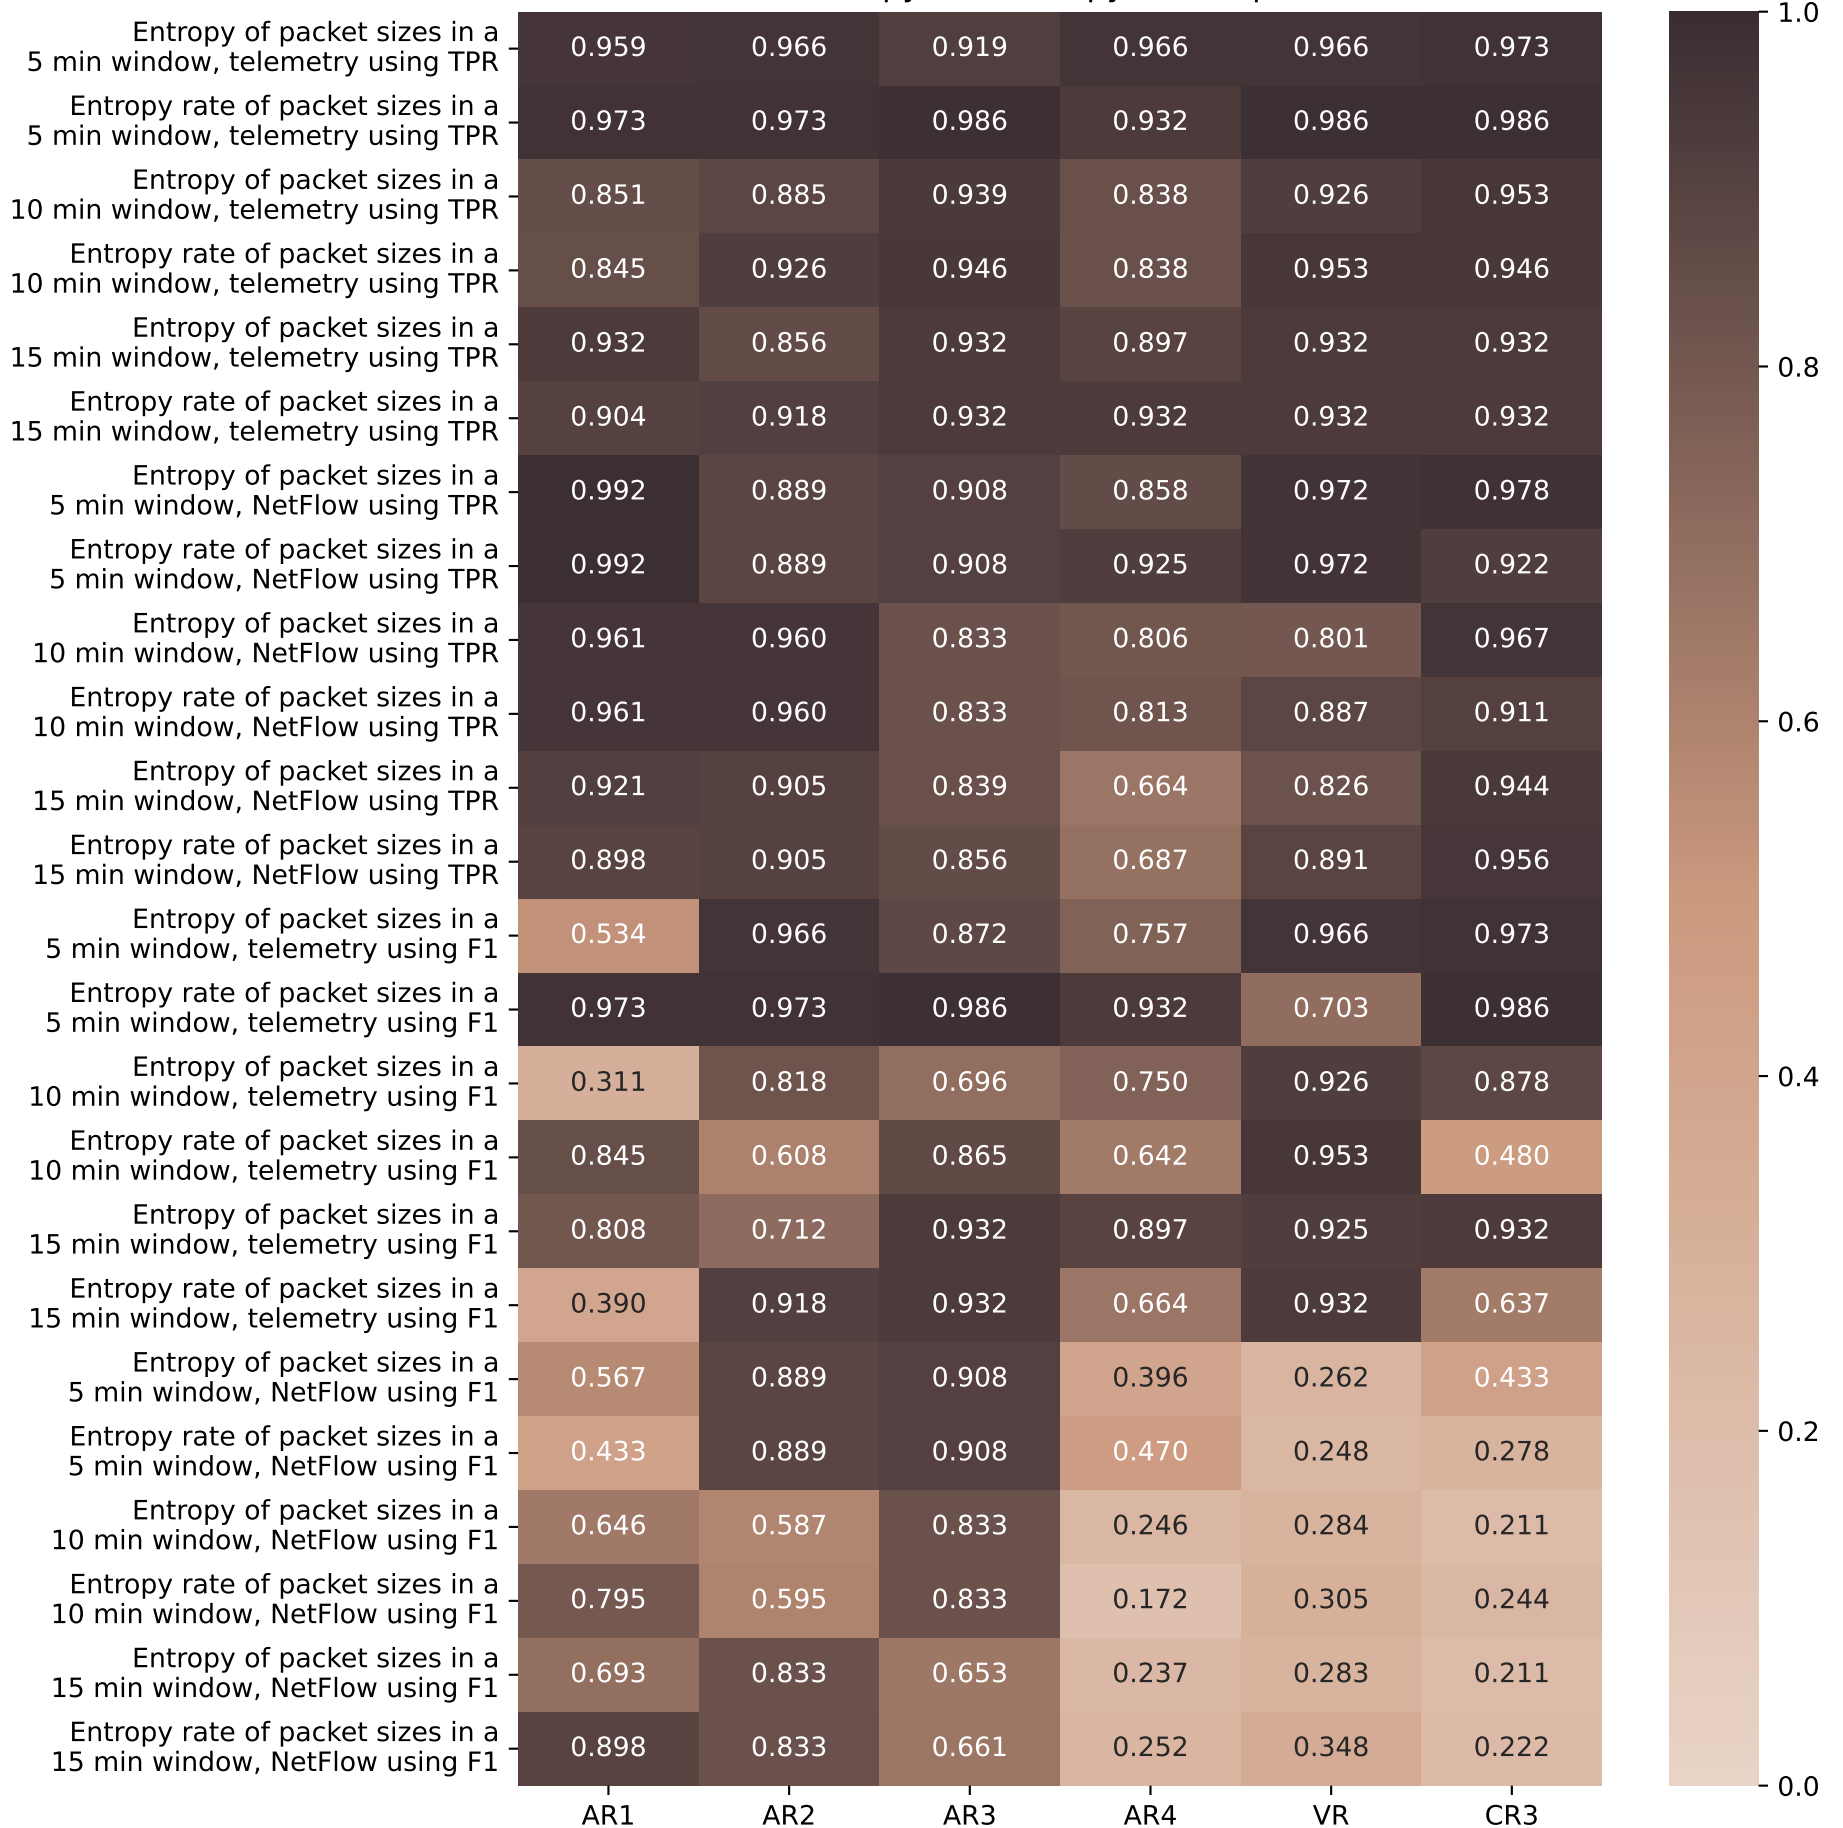 Entropy of packet sizes in a
5 min window, telemetry using TPR
0.959 0.966 0.919 0.966 0.966 0.973
Entropy rate of packet sizes in a
5 min window, telemetry using TPR
0.973 0.973 0.986 0.932 0.986 0.986
Entropy of packet sizes in a
10 min window, telemetry using TPR
0.851 0.885 0.939 0.838 0.926 0.953
Entropy rate of packet sizes in a
10 min window, telemetry using TPR
0.845 0.926 0.946 0.838 0.953 0.946
Entropy of packet sizes in a
15 min window, telemetry using TPR
0.932 0.856 0.932 0.897 0.932 0.932
Entropy rate of packet sizes in a
15 min window, telemetry using TPR
0.904 0.918 0.932 0.932 0.932 0.932
Entropy of packet sizes in a
5 min window, NetFlow using TPR
0.992 0.889 0.908 0.858 0.972 0.978
Entropy rate of packet sizes in a
5 min window, NetFlow using TPR
0.992 0.889 0.908 0.925 0.972 0.922
Entropy of packet sizes in a
10 min window, NetFlow using TPR
0.961 0.960 0.833 0.806 0.801 0.967
Entropy rate of packet sizes in a
10 min window, NetFlow using TPR
0.961 0.960 0.833 0.813 0.887 0.911
Entropy of packet sizes in a
15 min window, NetFlow using TPR
0.921 0.905 0.839 0.664 0.826 0.944
Entropy rate of packet sizes in a
15 min window, NetFlow using TPR
0.898 0.905 0.856 0.687 0.891 0.956
Entropy of packet sizes in a
5 min window, telemetry using F1
0.534 0.966 0.872 0.757 0.966 0.973
Entropy rate of packet sizes in a
5 min window, telemetry using F1
0.973 0.973 0.986 0.932 0.703 0.986
Entropy of packet sizes in a
10 min window, telemetry using F1
0.311 0.818 0.696 0.750 0.926 0.878
Entropy rate of packet sizes in a
10 min window, telemetry using F1
0.845 0.608 0.865 0.642 0.953 0.480
Entropy of packet sizes in a
15 min window, telemetry using F1
0.808 0.712 0.932 0.897 0.925 0.932
Entropy rate of packet sizes in a
15 min window, telemetry using F1
0.390 0.918 0.932 0.664 0.932 0.637
Entropy of packet sizes in a
5 min window, NetFlow using F1
0.567 0.889 0.908 0.396 0.262 0.433
Entropy rate of packet sizes in a
5 min window, NetFlow using F1
0.433 0.889 0.908 0.470 0.248 0.278
Entropy of packet sizes in a
10 min window, NetFlow using F1
0.646 0.587 0.833 0.246 0.284 0.211
Entropy rate of packet sizes in a
10 min window, NetFlow using F1
0.795 0.595 0.833 0.172 0.305 0.244
Entropy of packet sizes in a
15 min window, NetFlow using F1
0.693 0.833 0.653 0.237 0.283 0.211
Entropy rate of packet sizes in a
15 min window, NetFlow using F1
0.898 0.833 0.661 0.252 0.348 0.222
AR1 AR2 AR3 AR4 VR CR3
1.0
0.8
0.6
0.4
0.2
0.0